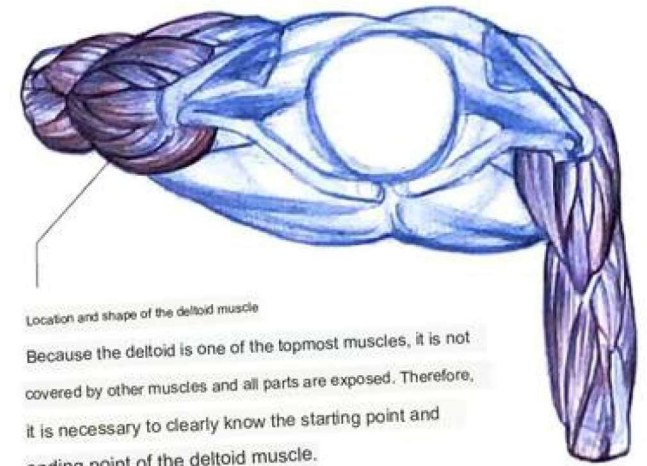 Location and shape of the deltoid muscle
Because the deltoid is one of the topmost muscles, it is not
covered by other muscles and all parts are exposed. Therefore,
it is necessary to clearly know the starting point and
ending point of the deltoid muscle.